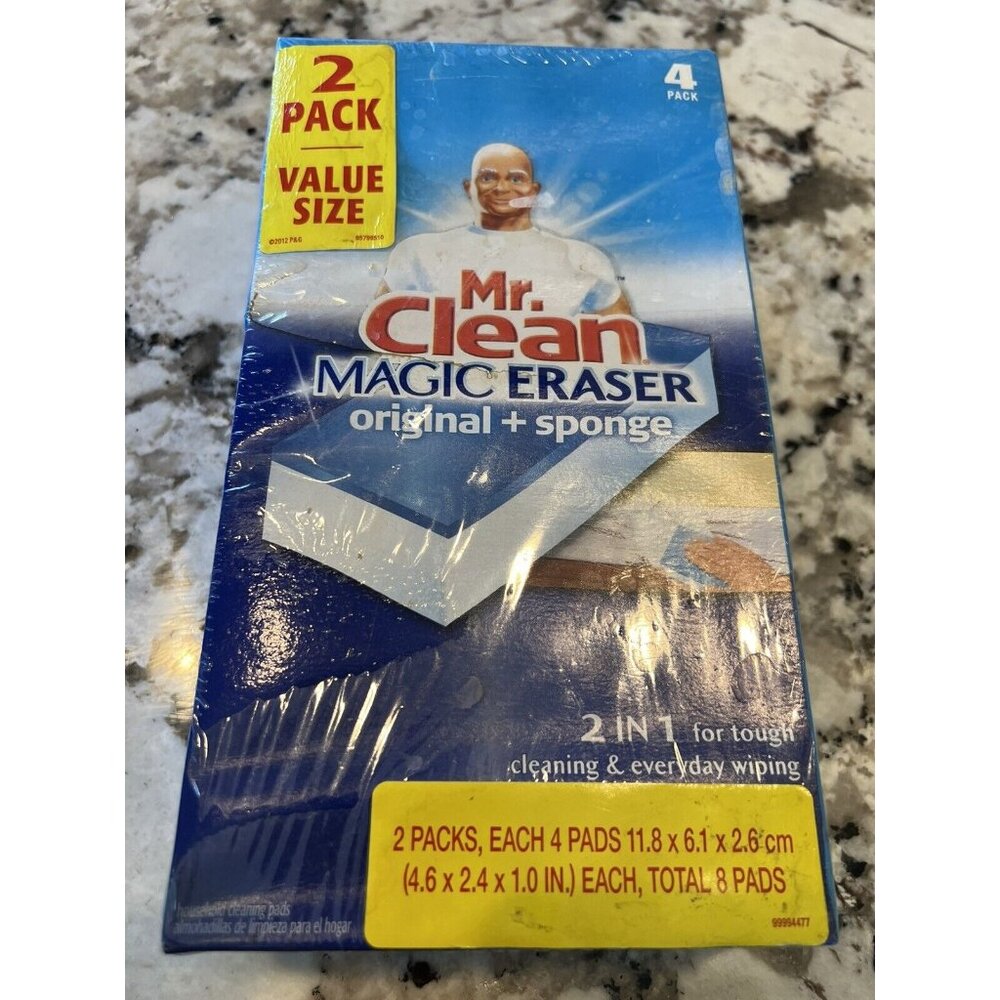 2
PACK
VALUE
SIZE
©2012 P&G 95799510
4
PACK
Mr.
Clean
MAGIC ERASER
original + sponge
2 IN 1 for tough
cleaning & everyday wiping
2 PACKS, EACH 4 PADS 11.8 x 6.1 x 2.6 cm
(4.6 x 2.4 x 1.0 IN.) EACH, TOTAL 8 PADS
99994477
household cleaning pads
almohadillas de limpieza para el hogar